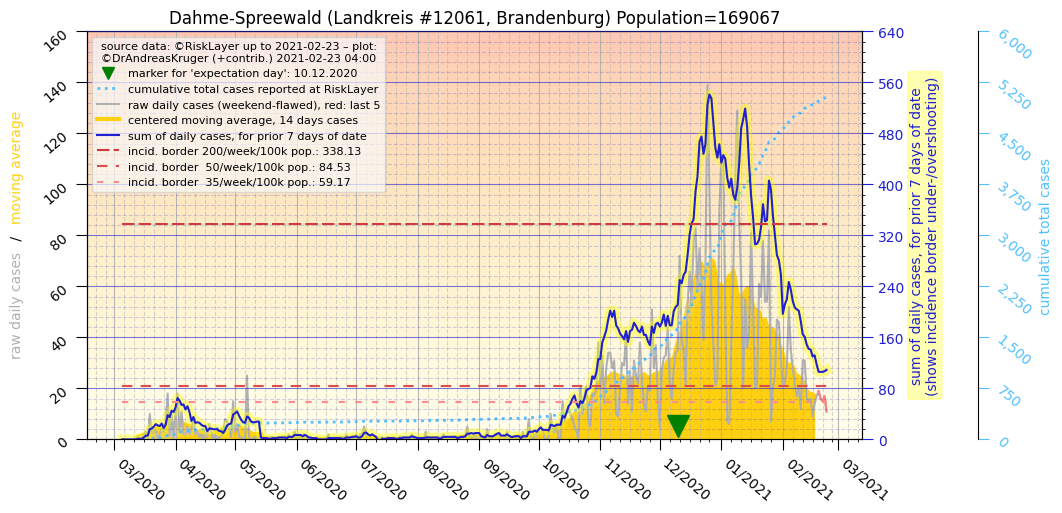 Dahme-Spreewald (Landkreis #12061, Brandenburg) Population=169067
source data: ©RiskLayer up to 2021-02-23 – plot:
©DrAndreasKruger (+contrib.) 2021-02-23 04:00
marker for 'expectation day': 10.12.2020
cumulative total cases reported at RiskLayer
raw daily cases (weekend-flawed), red: last 5
centered moving average, 14 days cases
sum of daily cases, for prior 7 days of date
incid. border 200/week/100k pop.: 338.13
incid. border  50/week/100k pop.: 84.53
incid. border  35/week/100k pop.: 59.17
raw daily cases  /  moving average
160
140
120
100
80
60
40
20
0
640
560
480
400
320
240
160
80
0
sum of daily cases, for prior 7 days of date
(shows incidence border under-/overshooting)
6,000
5,250
4,500
3,750
3,000
2,250
1,500
750
0
cumulative total cases
03/2020
04/2020
05/2020
06/2020
07/2020
08/2020
09/2020
10/2020
11/2020
12/2020
01/2021
02/2021
03/2021